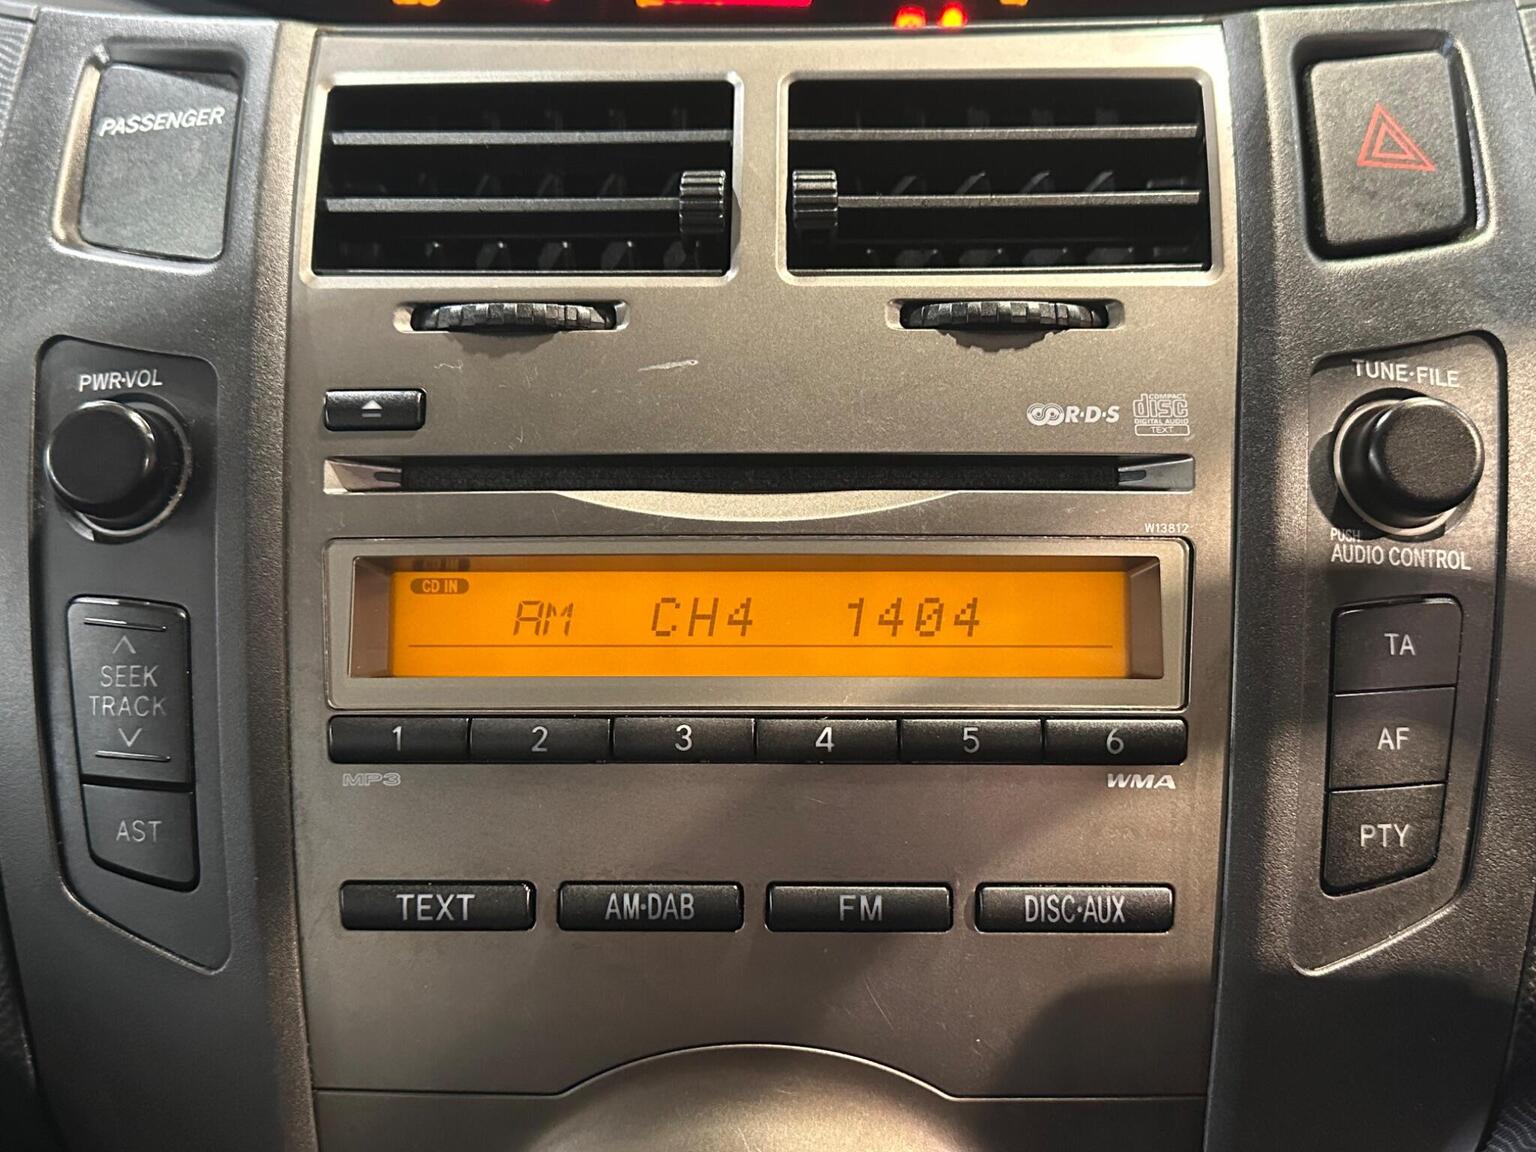 PASSENGER
PWR·VOL
TUNE·FILE
R·D·S
COMPACT
disc
DIGITAL AUDIO
TEXT
W13812
PUSH
AUDIO CONTROL
CD IN
AM CH4 1404
SEEK
TRACK
AST
TA
AF
PTY
1 2 3 4 5 6
MP3 WMA
TEXT AM·DAB FM DISC·AUX